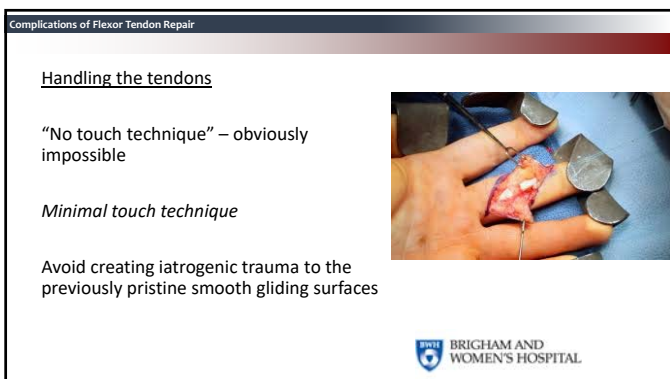 Complications of Flexor Tendon Repair
Handling the tendons
“No touch technique” – obviously
impossible
Minimal touch technique
Avoid creating iatrogenic trauma to the
previously pristine smooth gliding surfaces
BWH
BRIGHAM AND
WOMEN'S HOSPITAL